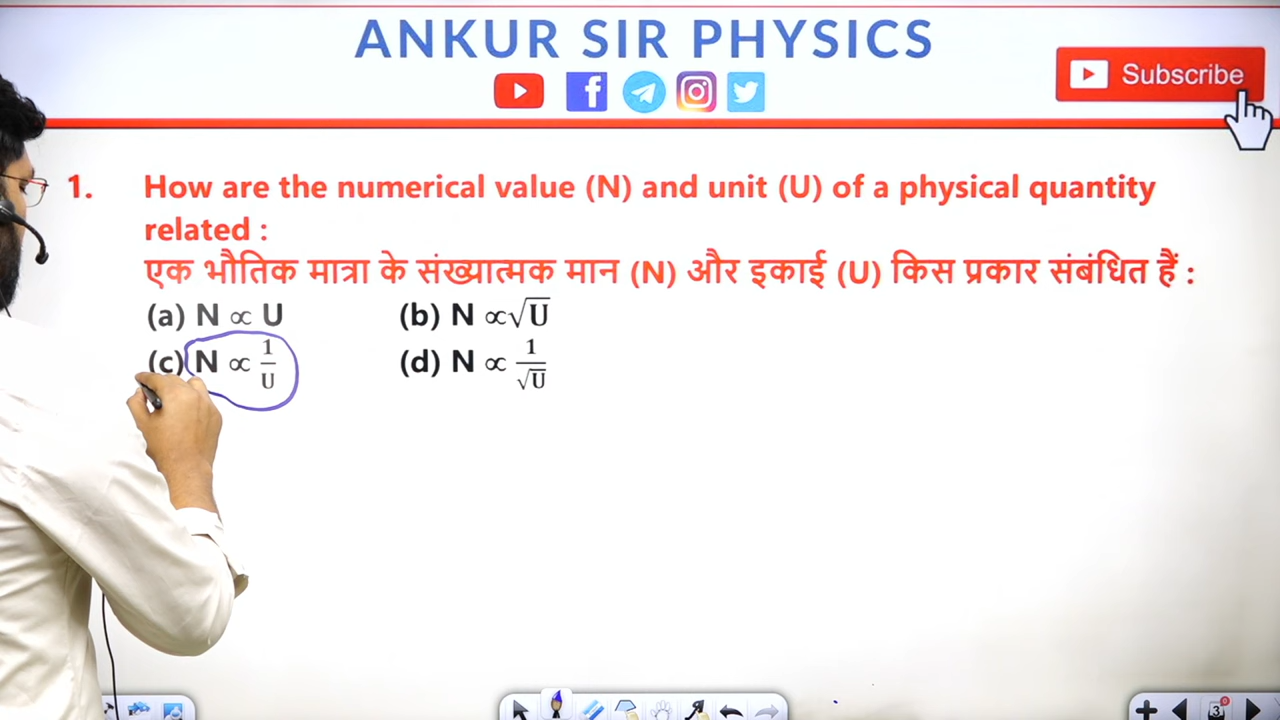 ANKUR SIR PHYSICS
Subscribe
1. How are the numerical value (N) and unit (U) of a physical quantity
related :
एक भौतिक मात्रा के संख्यात्मक मान (N) और इकाई (U) किस प्रकार संबंधित हैं :
(a) N ∝ U (b) N ∝√U
(c) N ∝ 1/U (d) N ∝ 1/√U
3